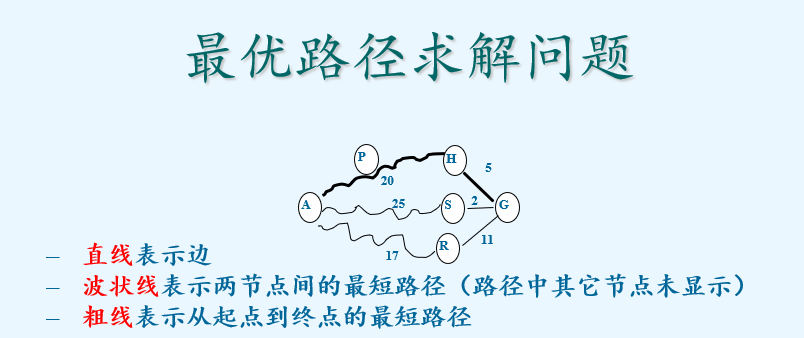 最优路径求解问题
P
H
5
20
A
25
S
2
G
R
11
17
– 直线表示边
– 波状线表示两节点间的最短路径（路径中其它节点未显示）
– 粗线表示从起点到终点的最短路径